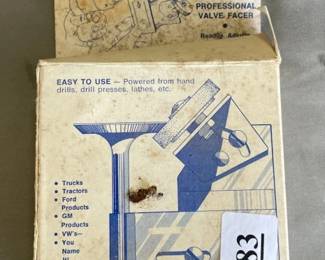 PROFESSIONAL
VALVE FACER
EASY TO USE — Powered from hand
drills, drill presses, lathes, etc.
• Trucks
• Tractors
• Ford
Products
• GM
Products
• VW's—
• You
Name
It!
83